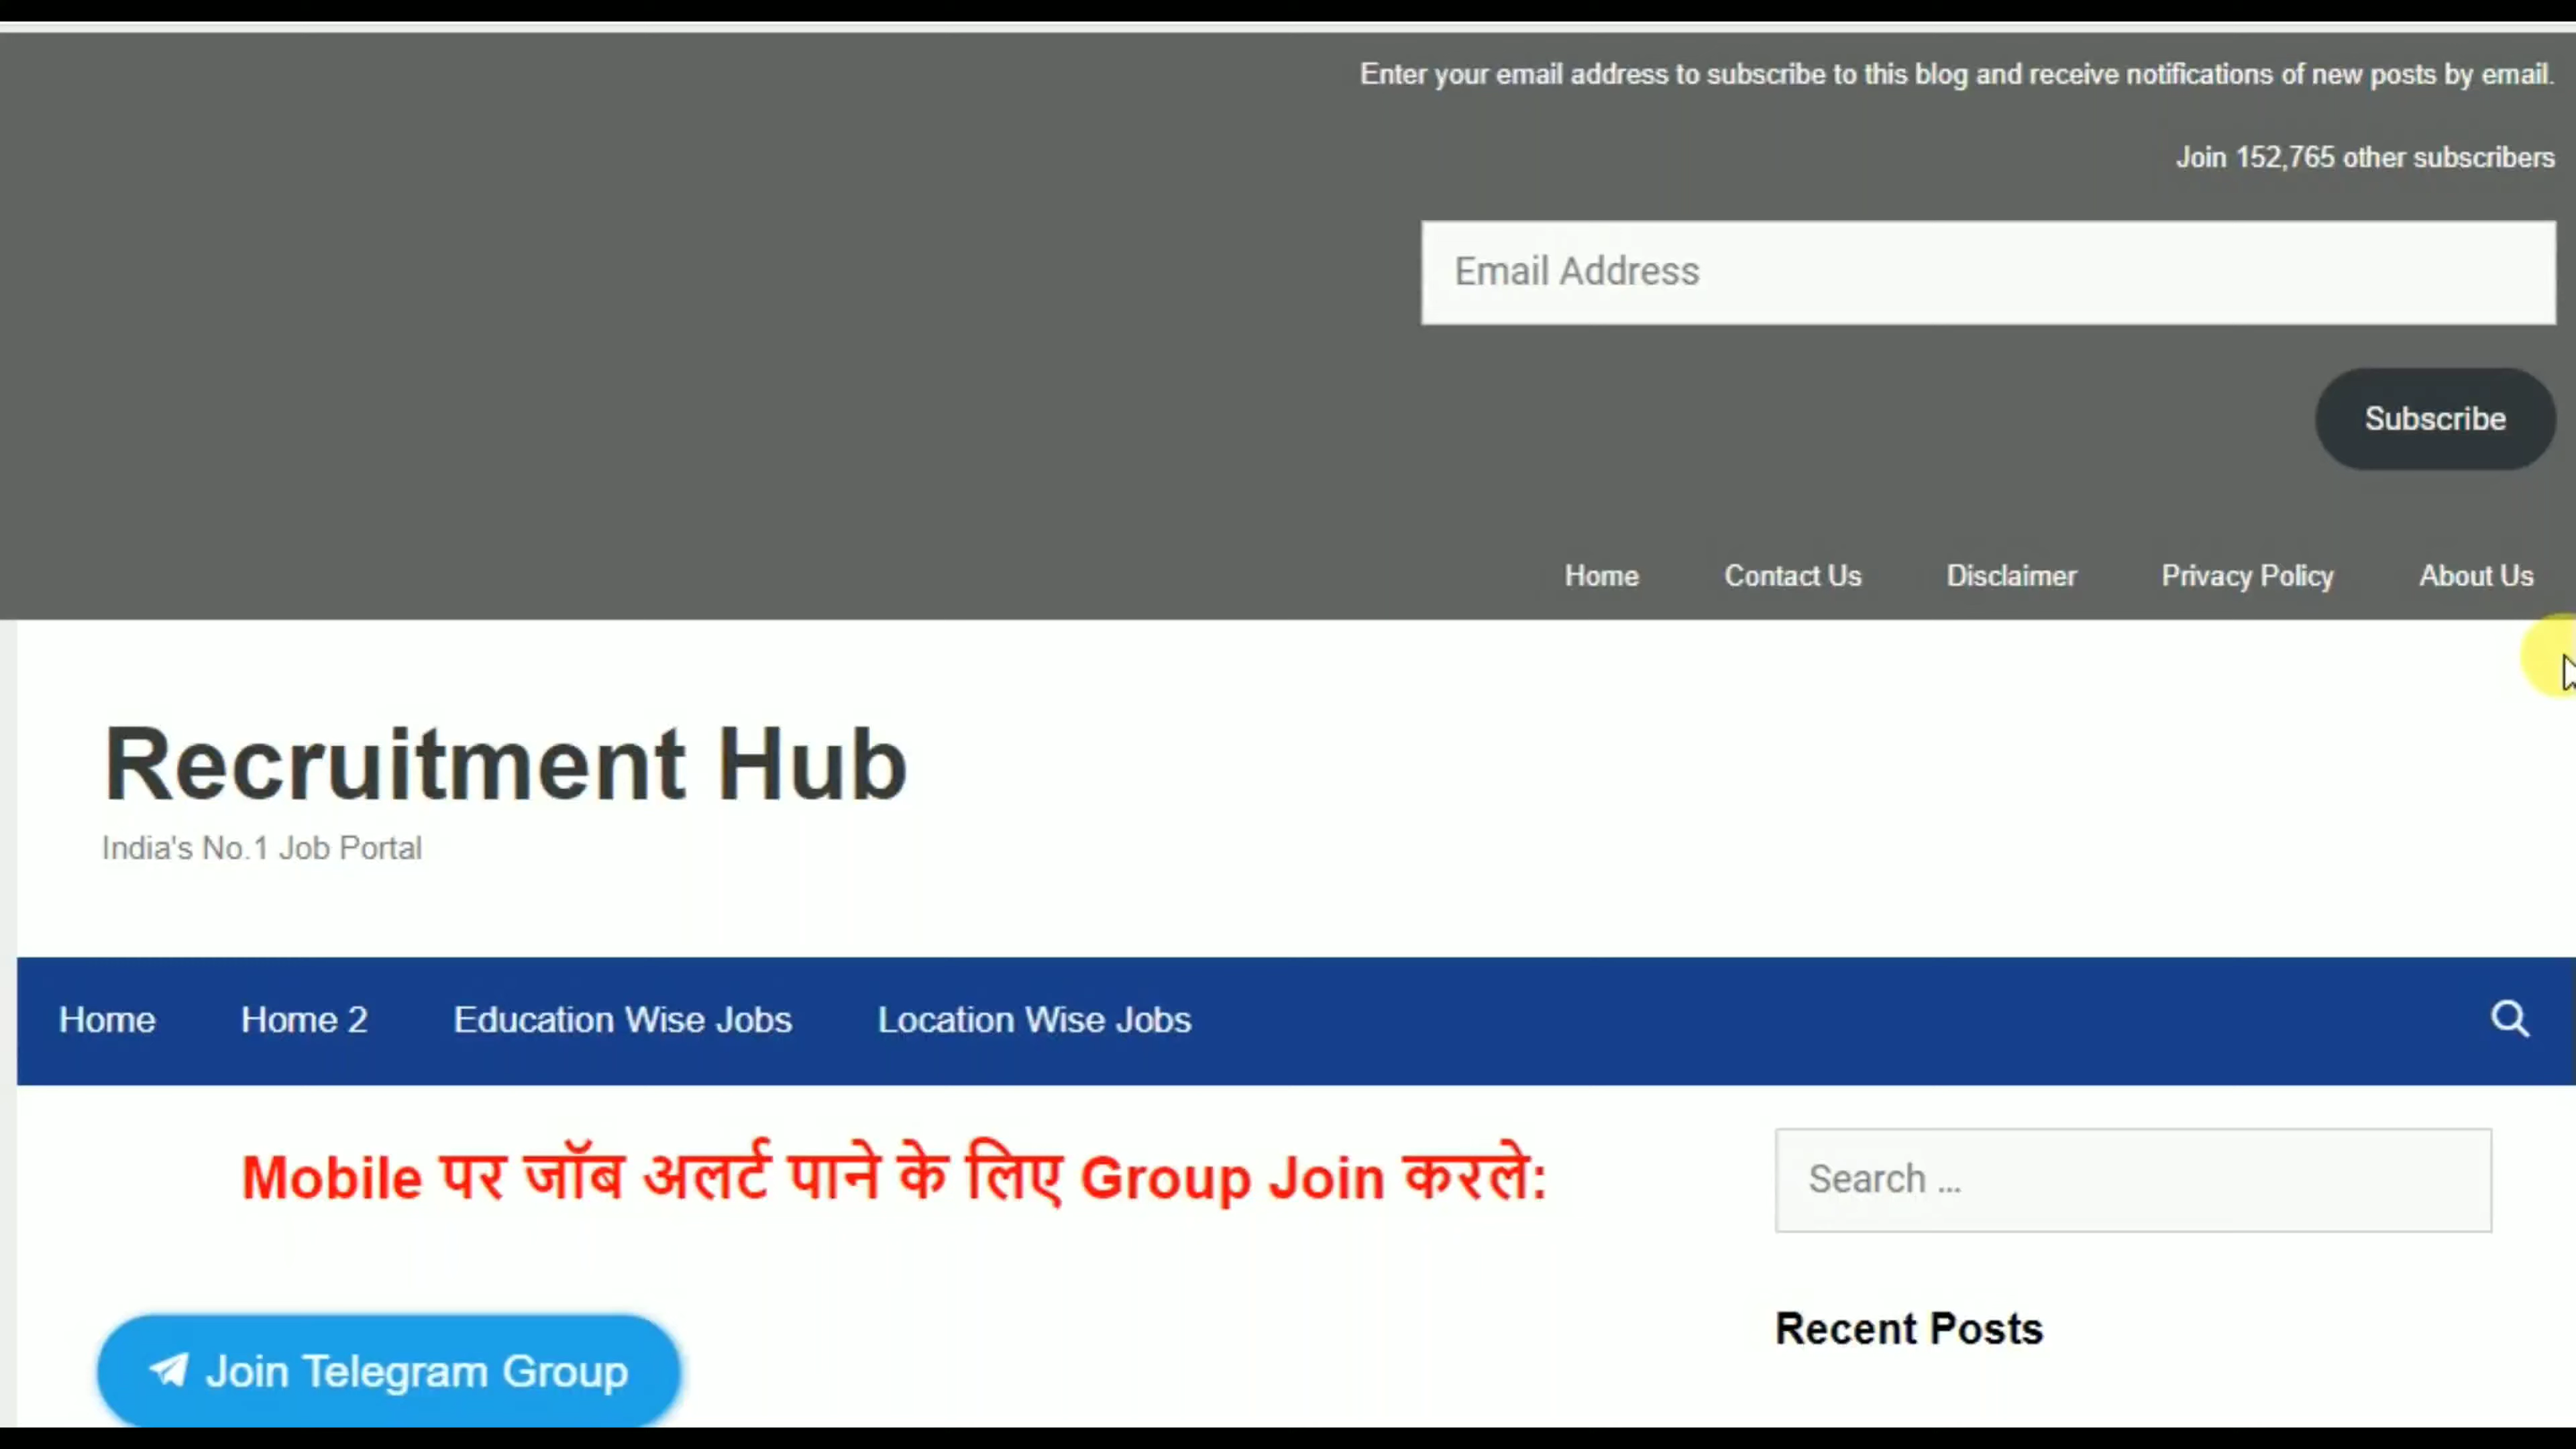 Enter your email address to subscribe to this blog and receive notifications of new posts by email.
Join 152,765 other subscribers
Email Address
Subscribe
Home Contact Us Disclaimer Privacy Policy About Us
Recruitment Hub
India's No.1 Job Portal
Home Home 2 Education Wise Jobs Location Wise Jobs
Mobile पर जॉब अलर्ट पाने के लिए Group Join करले:
Search ...
Join Telegram Group
Recent Posts